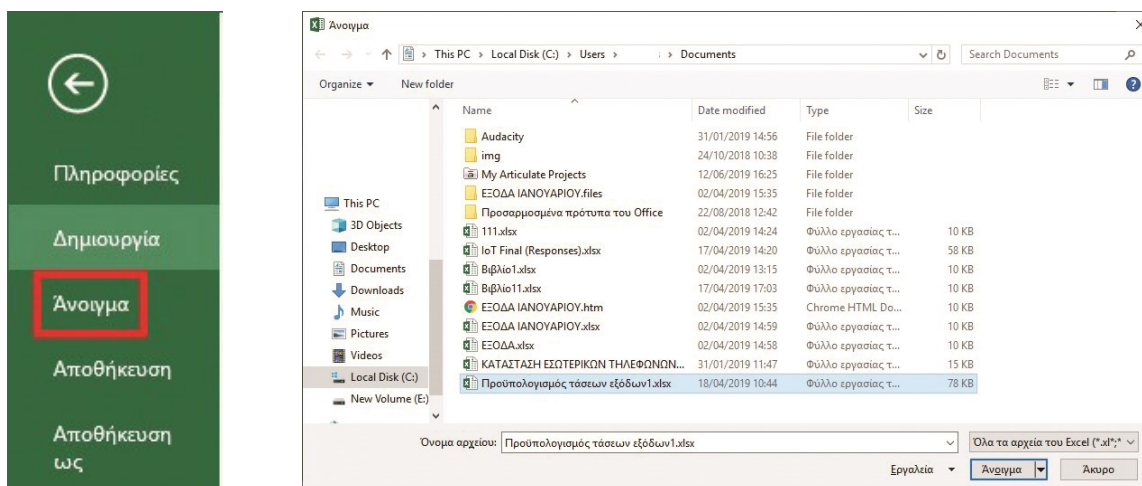 Πληροφορίες
Δημιουργία
Άνοιγμα
Αποθήκευση
Αποθήκευση
ως
Άνοιγμα
This PC > Local Disk (C:) > Users > > Documents
Search Documents
Organize New folder
Name Date modified Type Size
Audacity 31/01/2019 14:56 File folder
img 24/10/2018 10:38 File folder
My Articulate Projects 12/06/2019 16:25 File folder
ΕΞΟΔΑ ΙΑΝΟΥΑΡΙΟΥ.files 02/04/2019 15:35 File folder
Προσαρμοσμένα πρότυπα του Office 22/08/2018 12:42 File folder
111.xlsx 02/04/2019 14:24 Φύλλο εργασίας τ... 10 KB
IoT Final (Responses).xlsx 17/04/2019 14:20 Φύλλο εργασίας τ... 58 KB
Βιβλίο1.xlsx 02/04/2019 13:15 Φύλλο εργασίας τ... 10 KB
Βιβλίο11.xlsx 17/04/2019 17:03 Φύλλο εργασίας τ... 10 KB
ΕΞΟΔΑ ΙΑΝΟΥΑΡΙΟΥ.htm 02/04/2019 15:35 Chrome HTML Do... 10 KB
ΕΞΟΔΑ ΙΑΝΟΥΑΡΙΟΥ.xlsx 02/04/2019 14:59 Φύλλο εργασίας τ... 10 KB
ΕΞΟΔΑ.xlsx 02/04/2019 14:58 Φύλλο εργασίας τ... 10 KB
ΚΑΤΑΣΤΑΣΗ ΕΣΩΤΕΡΙΚΩΝ ΤΗΛΕΦΩΝΩΝ... 31/01/2019 11:47 Φύλλο εργασίας τ... 15 KB
Προϋπολογισμός τάσεων εξόδων1.xlsx 18/04/2019 10:44 Φύλλο εργασίας τ... 78 KB
This PC
3D Objects
Desktop
Documents
Downloads
Music
Pictures
Videos
Local Disk (C:)
New Volume (E:)
Όνομα αρχείου: Προϋπολογισμός τάσεων εξόδων1.xlsx Όλα τα αρχεία του Excel (*.xl*;*
Εργαλεία Άνοιγμα Άκυρο